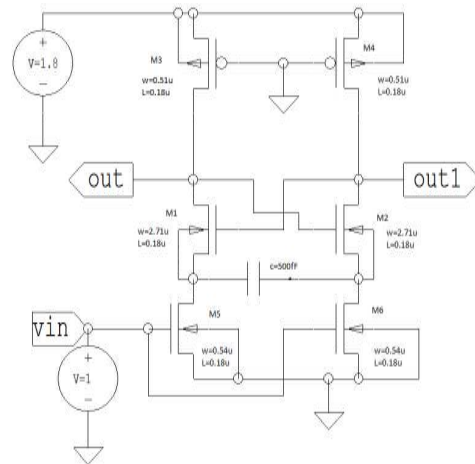 M3
M4
V=1.8
w=0.51u
L=0.18u
w=0.51u
L=0.18u
out
out1
M1
M2
w=2.71u
L=0.18u
w=2.71u
L=0.18u
c=500fF
vin
M5
M6
w=0.54u
L=0.18u
w=0.54u
L=0.18u
V=1